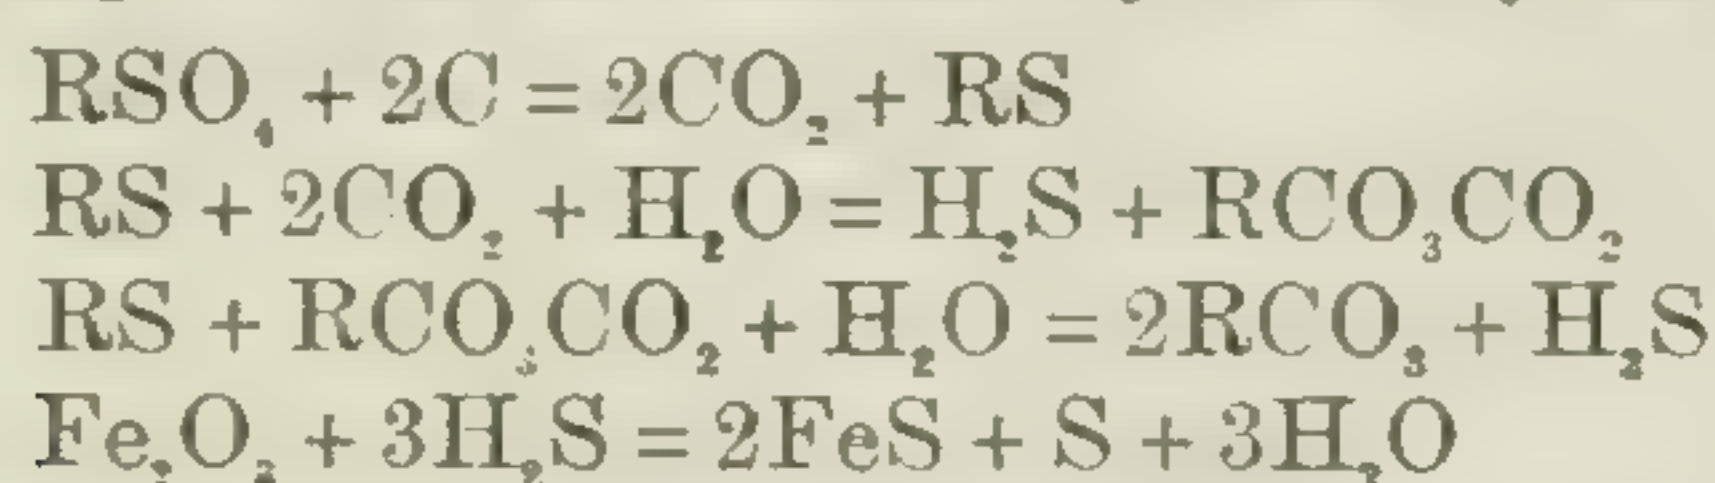 RSO₄ + 2C = 2CO₂ + RS
RS + 2CO₂ + H₂O = H₂S + RCO₃CO₂
RS + RCO₃CO₂ + H₂O = 2RCO₃ + H₂S
Fe₂O₃ + 3H₂S = 2FeS + S + 3H₂O